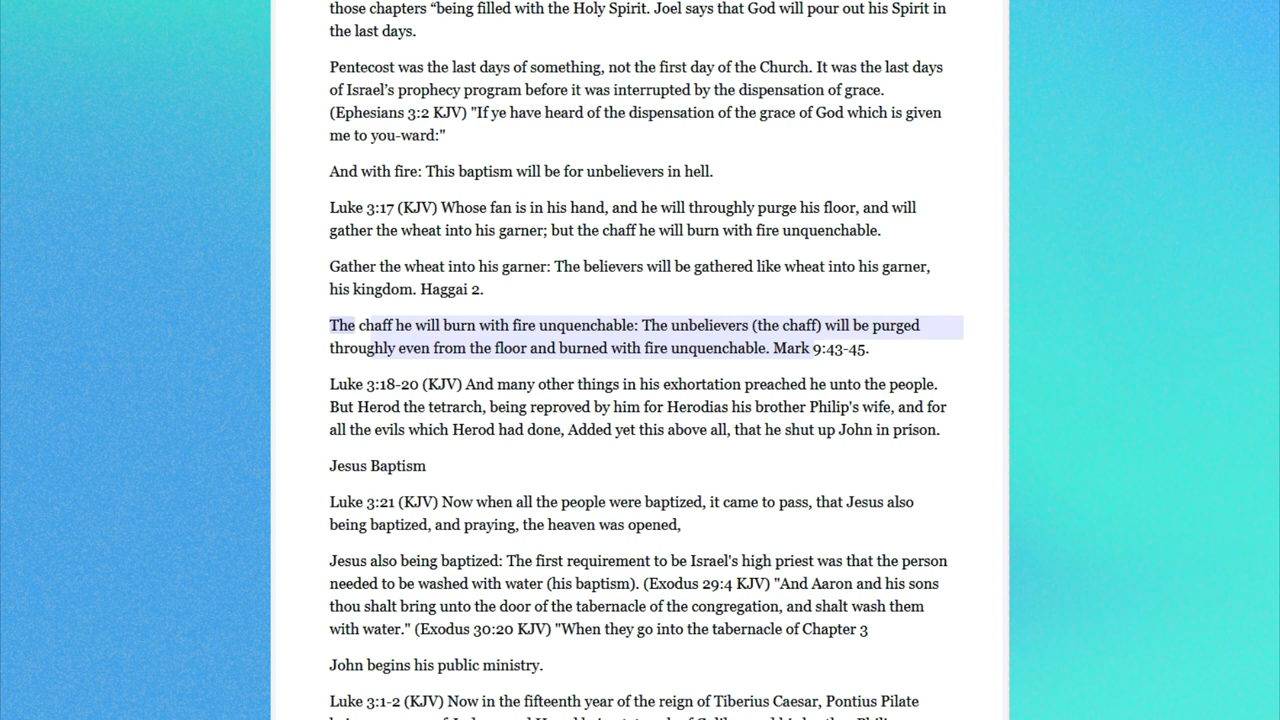 those chapters “being filled with the Holy Spirit. Joel says that God will pour out his Spirit in
the last days.
Pentecost was the last days of something, not the first day of the Church. It was the last days
of Israel’s prophecy program before it was interrupted by the dispensation of grace.
(Ephesians 3:2 KJV) "If ye have heard of the dispensation of the grace of God which is given
me to you-ward:"
And with fire: This baptism will be for unbelievers in hell.
Luke 3:17 (KJV) Whose fan is in his hand, and he will throughly purge his floor, and will
gather the wheat into his garner; but the chaff he will burn with fire unquenchable.
Gather the wheat into his garner: The believers will be gathered like wheat into his garner,
his kingdom. Haggai 2.
The chaff he will burn with fire unquenchable: The unbelievers (the chaff) will be purged
throughly even from the floor and burned with fire unquenchable. Mark 9:43-45.
Luke 3:18-20 (KJV) And many other things in his exhortation preached he unto the people.
But Herod the tetrarch, being reproved by him for Herodias his brother Philip's wife, and for
all the evils which Herod had done, Added yet this above all, that he shut up John in prison.
Jesus Baptism
Luke 3:21 (KJV) Now when all the people were baptized, it came to pass, that Jesus also
being baptized, and praying, the heaven was opened,
Jesus also being baptized: The first requirement to be Israel's high priest was that the person
needed to be washed with water (his baptism). (Exodus 29:4 KJV) "And Aaron and his sons
thou shalt bring unto the door of the tabernacle of the congregation, and shalt wash them
with water." (Exodus 30:20 KJV) "When they go into the tabernacle of Chapter 3
John begins his public ministry.
Luke 3:1-2 (KJV) Now in the fifteenth year of the reign of Tiberius Caesar, Pontius Pilate